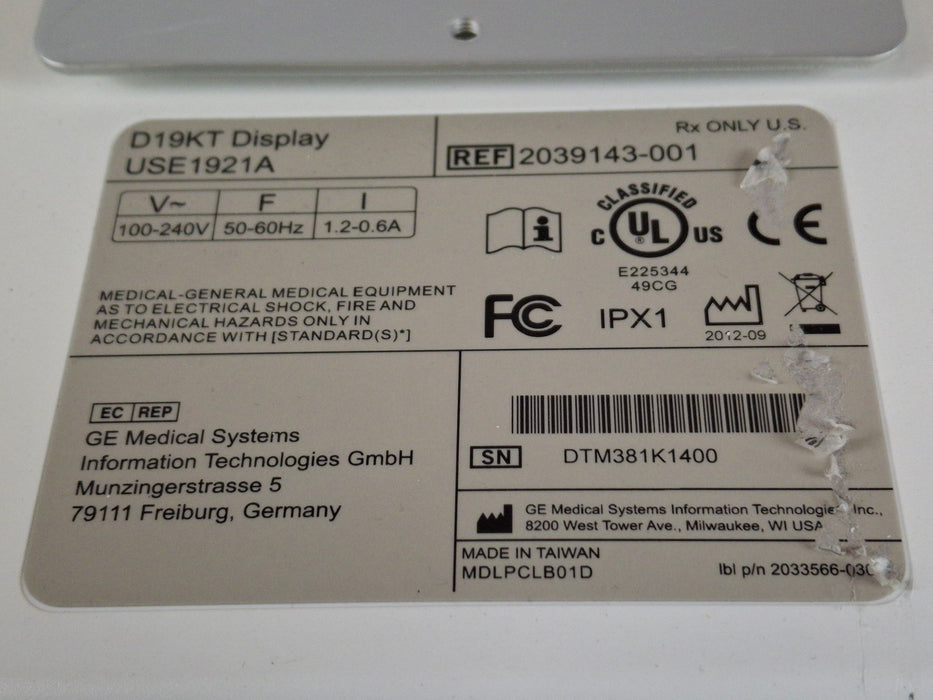 D19KT Display
USE1921A
Rx ONLY U.S.
REF 2039143-001
V~ F I
100-240V 50-60Hz 1.2-0.6A
CLASSIFIED
C UL® US
E225344
49CG
CE
MEDICAL-GENERAL MEDICAL EQUIPMENT
AS TO ELECTRICAL SHOCK, FIRE AND
MECHANICAL HAZARDS ONLY IN
ACCORDANCE WITH [STANDARD(S)*]
FC
IPX1
2012-09
EC REP
GE Medical Systems
Information Technologies GmbH
Munzingerstrasse 5
79111 Freiburg, Germany
SN DTM381K1400
GE Medical Systems Information Technologies, Inc.,
8200 West Tower Ave., Milwaukee, WI USA
MADE IN TAIWAN
MDLPCLB01D
lbl p/n